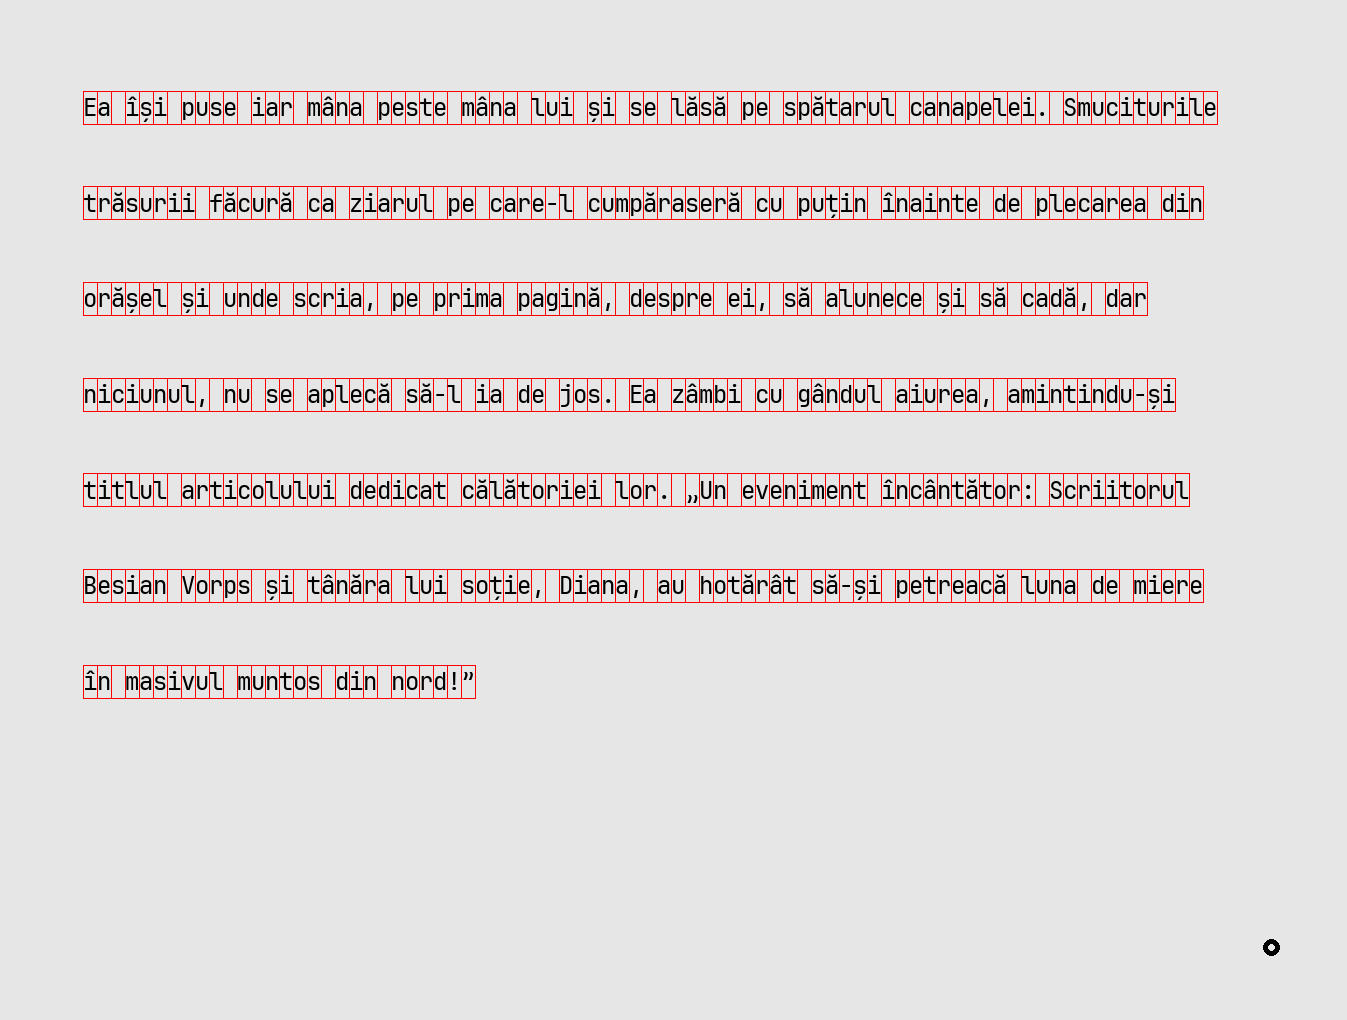 Ea își puse iar mâna peste mâna lui și se lăsă pe spătarul canapelei. Smuciturile
trăsurii făcură ca ziarul pe care-l cumpăraseră cu puțin înainte de plecarea din
orășel și unde scria, pe prima pagină, despre ei, să alunece și să cadă, dar
niciunul, nu se aplecă să-l ia de jos. Ea zâmbi cu gândul aiurea, amintindu-și
titlul articolului dedicat călătoriei lor. „Un eveniment încântător: Scriitorul
Besian Vorps și tânăra lui soție, Diana, au hotărât să-și petreacă luna de miere
în masivul muntos din nord!”